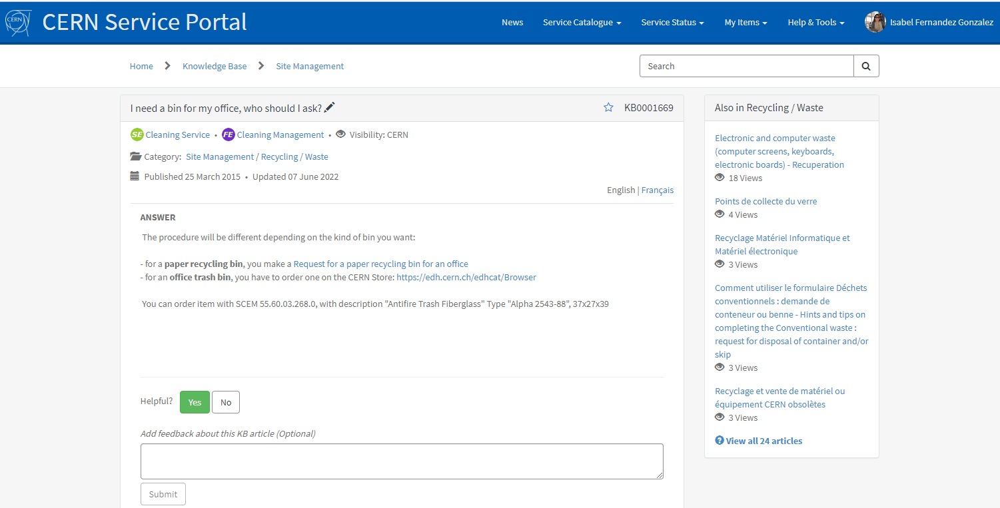 CERN
CERN Service Portal
News Service Catalogue Service Status My Items Help & Tools Isabel Fernandez Gonzalez
Home Knowledge Base Site Management
Search
I need a bin for my office, who should I ask? KB0001669
SE Cleaning Service • FE Cleaning Management • Visibility: CERN
Category: Site Management / Recycling / Waste
Published 25 March 2015 • Updated 07 June 2022
English | Français
ANSWER
The procedure will be different depending on the kind of bin you want:
- for a paper recycling bin, you make a Request for a paper recycling bin for an office
- for an office trash bin, you have to order one on the CERN Store: https://edh.cern.ch/edhcat/Browser
You can order item with SCEM 55.60.03.268.0, with description "Antifire Trash Fiberglass" Type "Alpha 2543-88", 37x27x39
Helpful? Yes No
Add feedback about this KB article (Optional)
Submit
Also in Recycling / Waste
Electronic and computer waste
(computer screens, keyboards,
electronic boards) - Recuperation
18 Views
Points de collecte du verre
4 Views
Recyclage Matériel Informatique et
Matériel électronique
3 Views
Comment utiliser le formulaire Déchets
conventionnels : demande de
conteneur ou benne - Hints and tips on
completing the Conventional waste :
request for disposal of container and/or
skip
3 Views
Recyclage et vente de matériel ou
équipement CERN obsolètes
3 Views
View all 24 articles